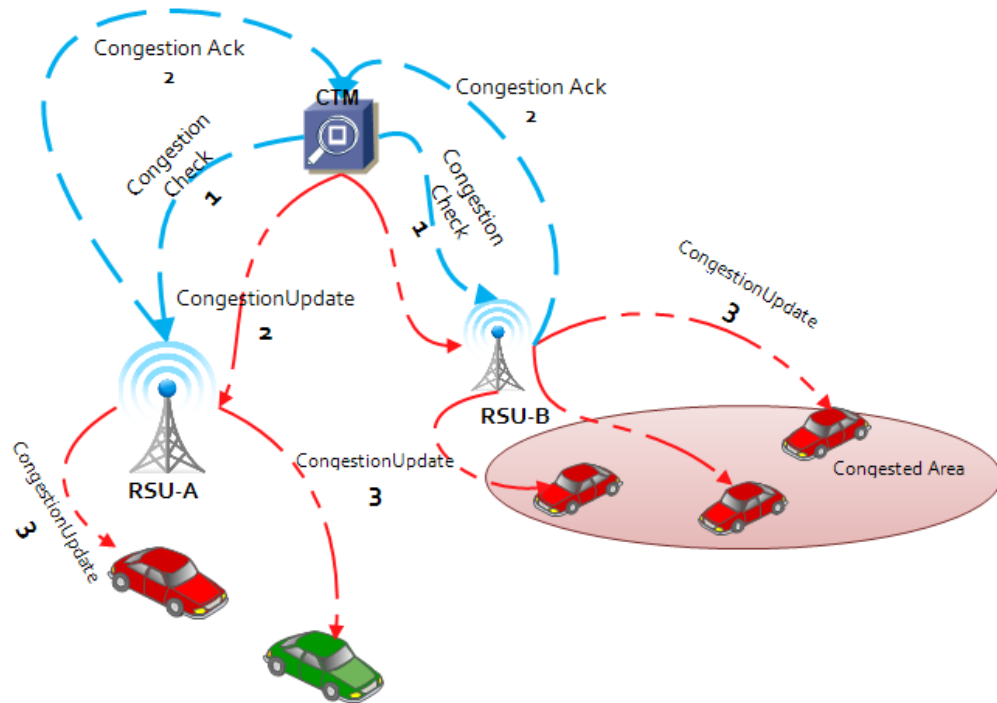 Congestion Ack
2
Congestion Ack
2
CTM
Congestion
Check
1
Congestion
Check
1
CongestionUpdate
2
CongestionUpdate
3
RSU-A
RSU-B
CongestionUpdate
3
CongestionUpdate
3
Congested Area